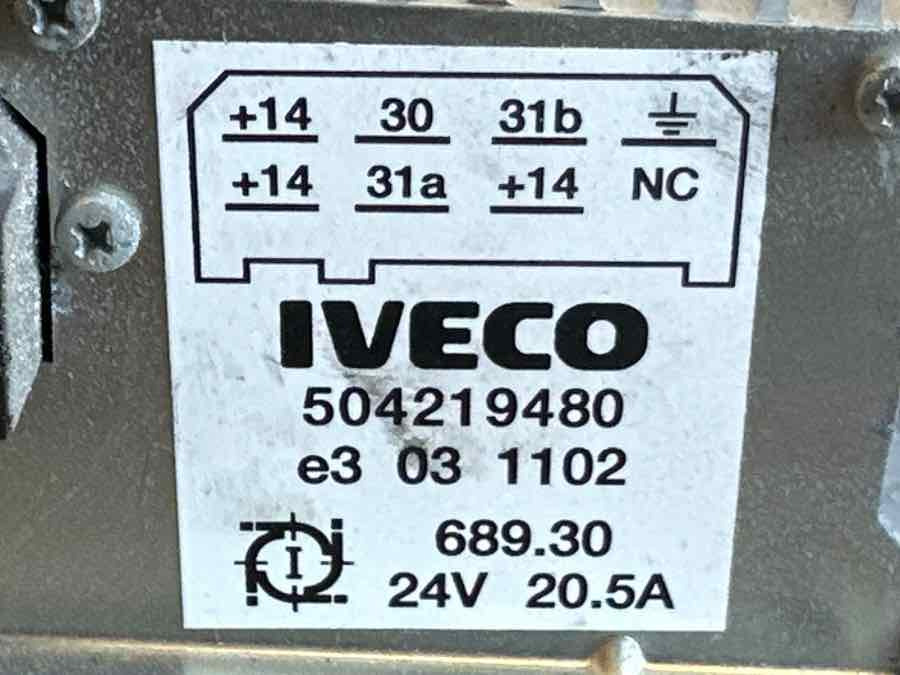 +14 30 31b
+14 31a +14 NC
IVECO
504219480
e3 03 1102
689.30
24V 20.5A